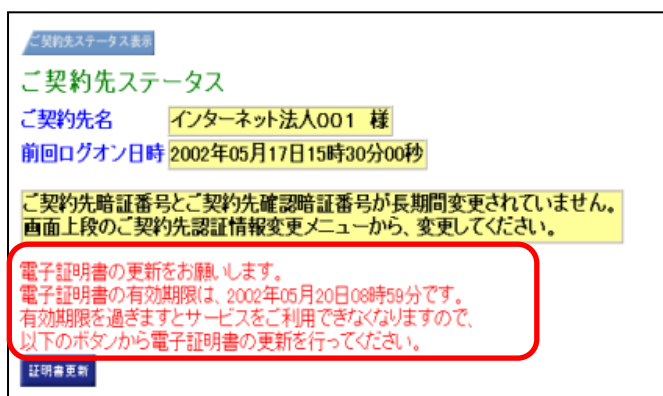 ご契約先ステータス表示
ご契約先ステータス
ご契約先名 インターネット法人001 様
前回ログオン日時 2002年05月17日15時30分00秒
ご契約先暗証番号とご契約先確認暗証番号が長期間変更されていません。
画面上段のご契約先認証情報変更メニューから、変更してください。
電子証明書の更新をお願いします。
電子証明書の有効期限は、2002年05月20日08時59分です。
有効期限を過ぎますとサービスをご利用できなくなりますので、
以下のボタンから電子証明書の更新を行ってください。
証明書更新